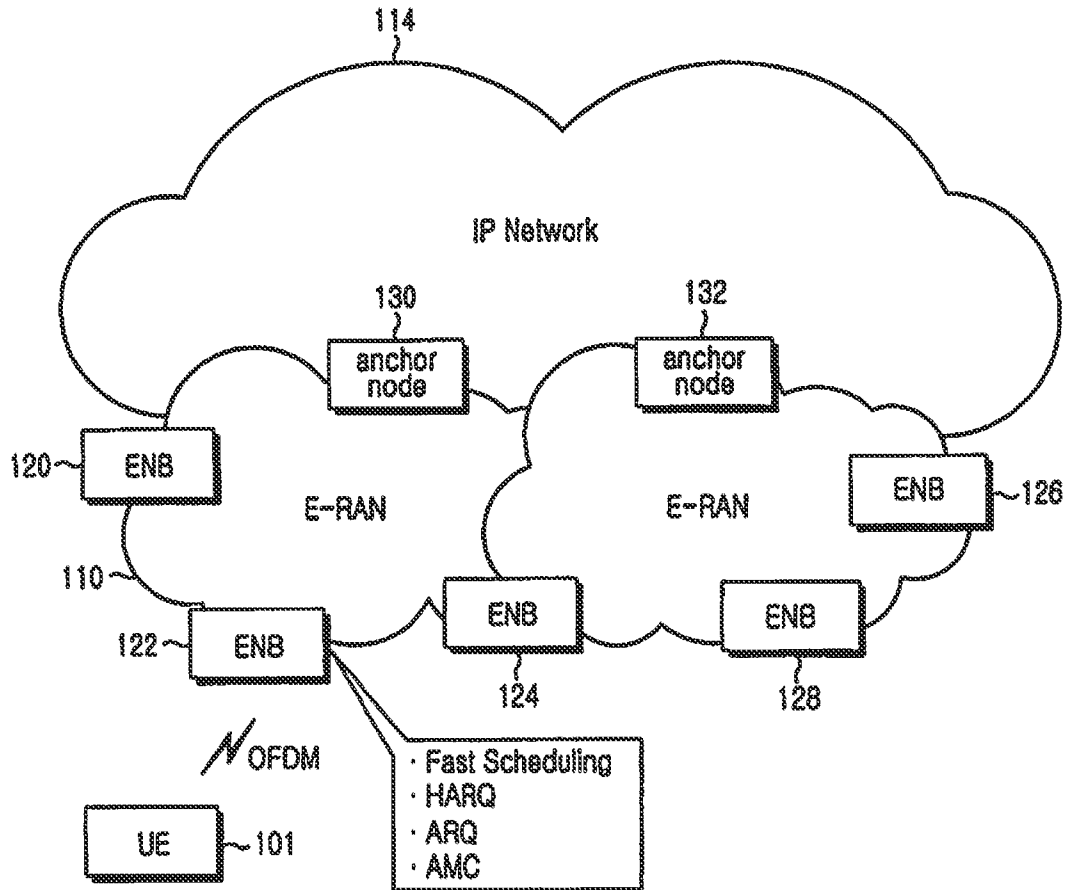 114
IP Network
130
132
anchor
node
anchor
node
120
ENB
ENB
126
E-RAN
E-RAN
110
122
ENB
ENB
ENB
124
128
OFDM
· Fast Scheduling
· HARQ
· ARQ
· AMC
UE
101